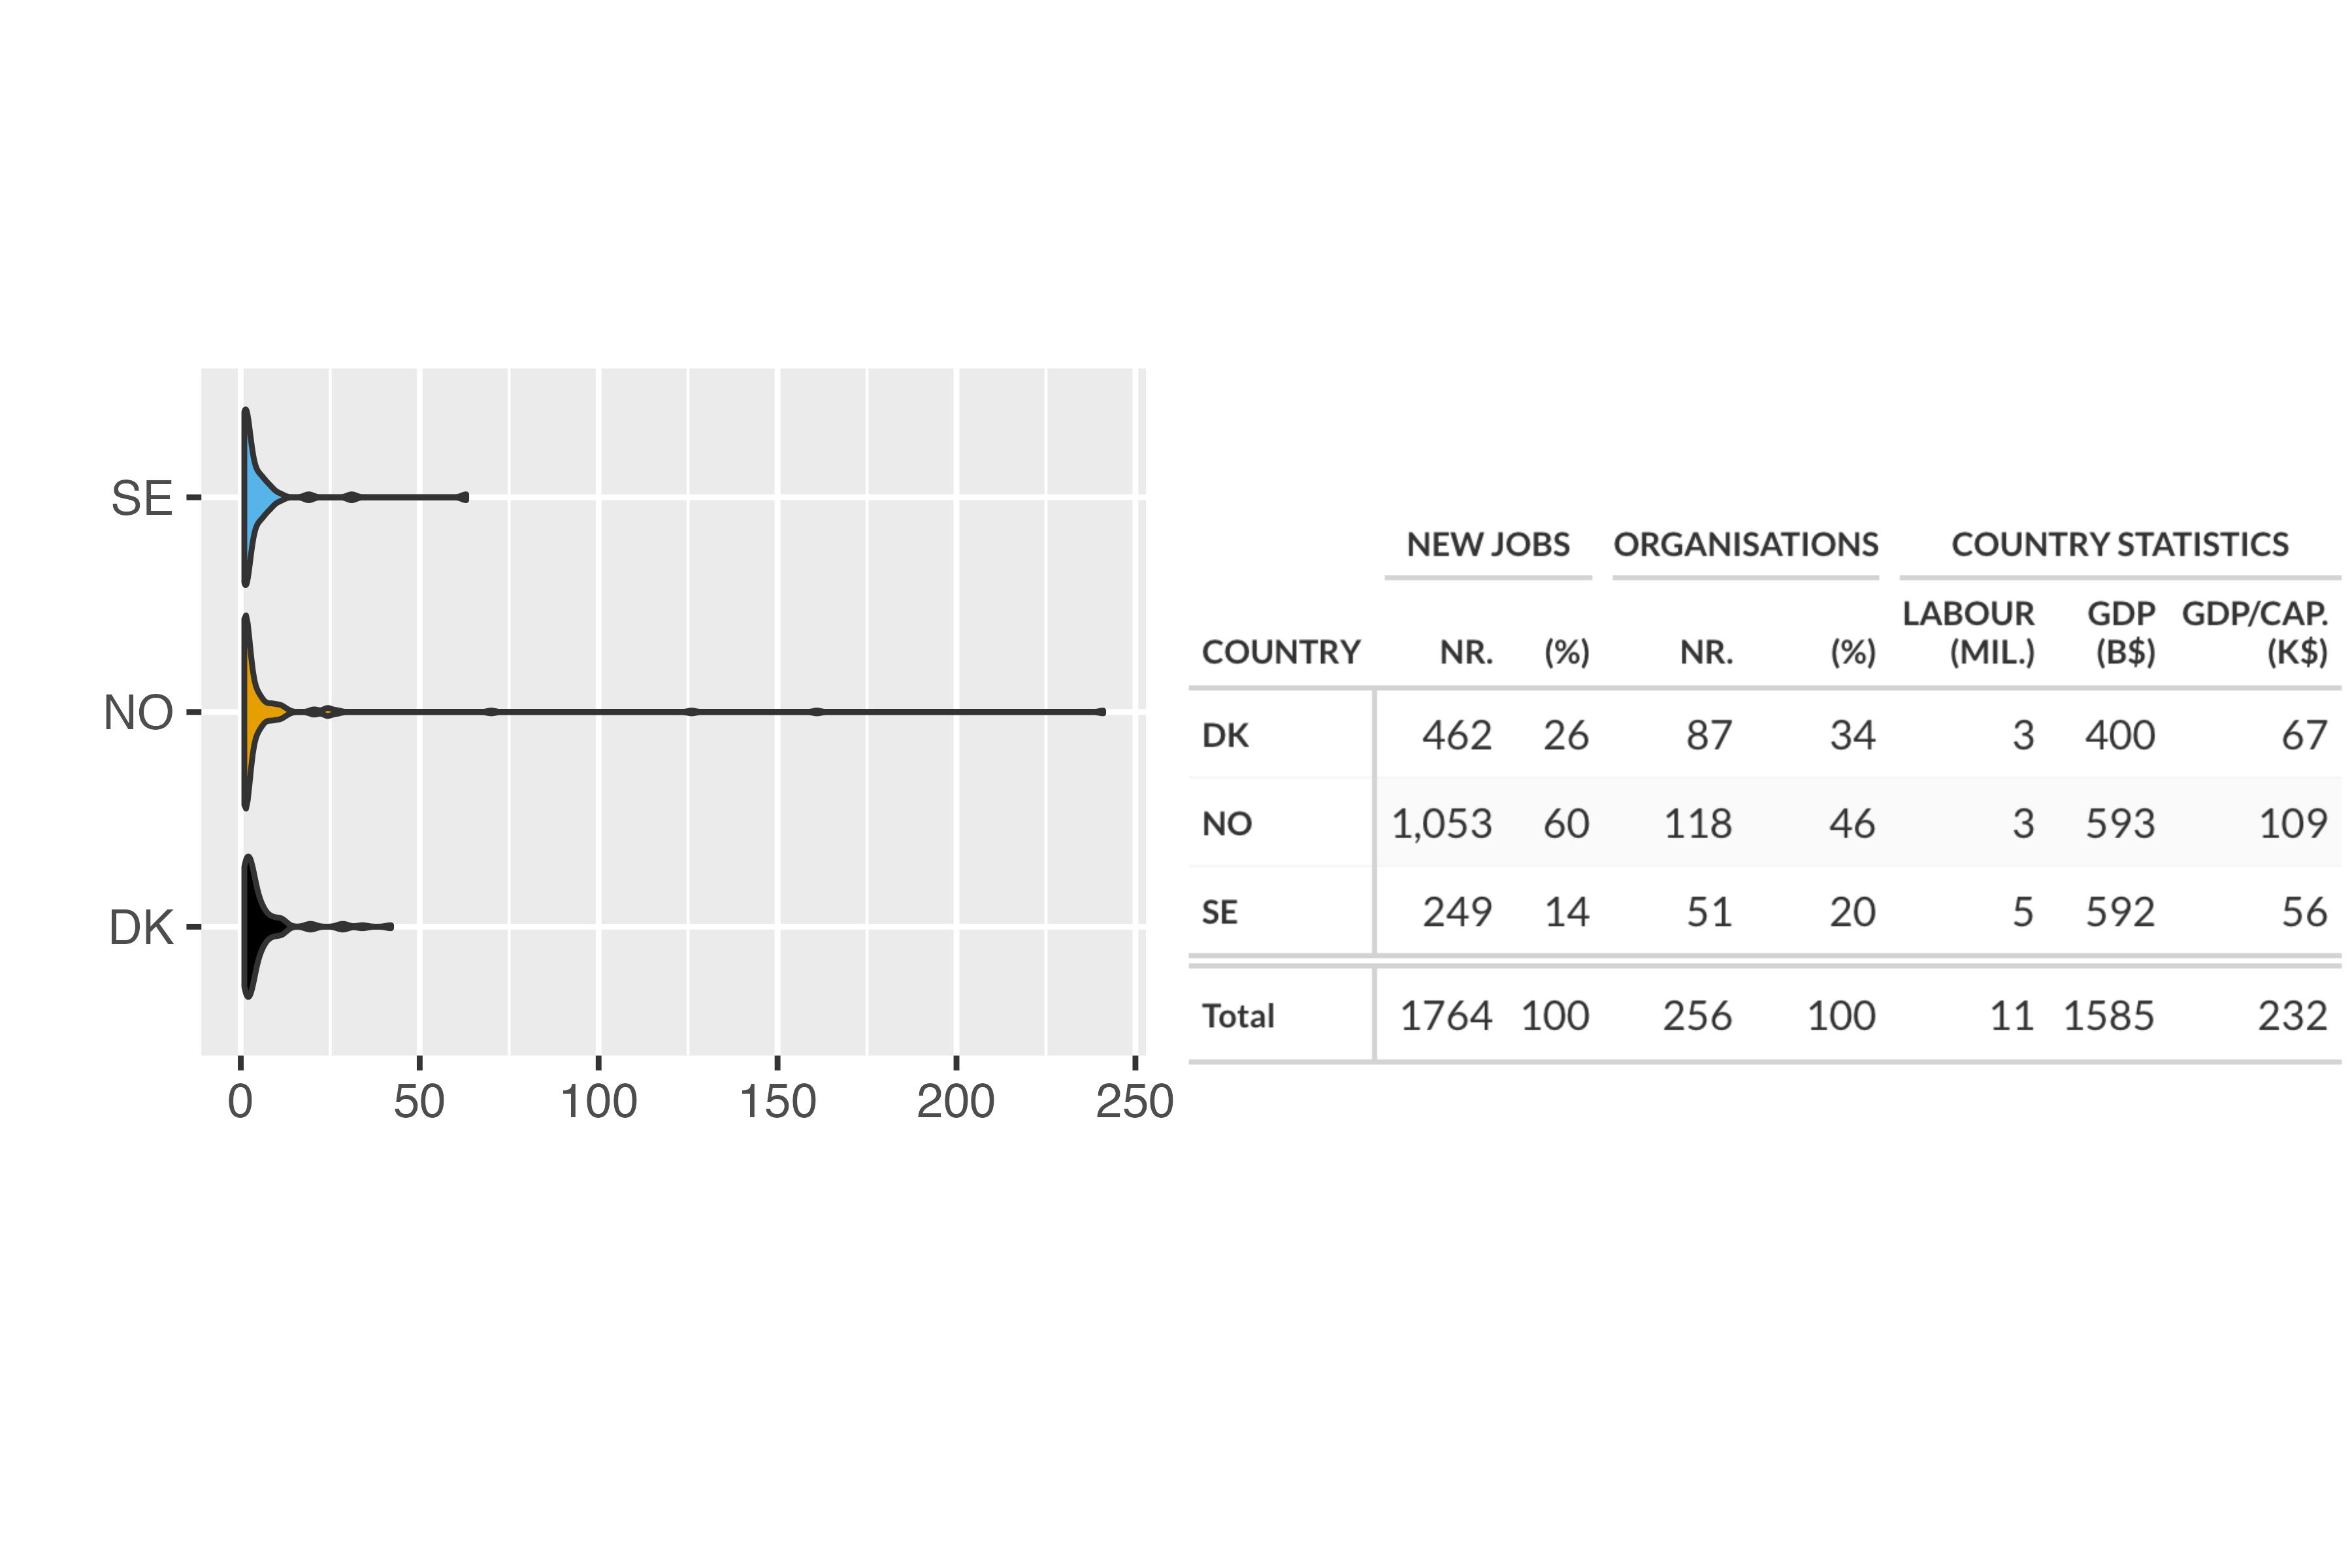 SE
NO
DK
0 50 100 150 200 250
NEW JOBS ORGANISATIONS COUNTRY STATISTICS
LABOUR GDP GDP/CAP.
COUNTRY NR. (%) NR. (%) (MIL.) (B$) (K$)
DK 462 26 87 34 3 400 67
NO 1,053 60 118 46 3 593 109
SE 249 14 51 20 5 592 56
Total 1764 100 256 100 11 1585 232